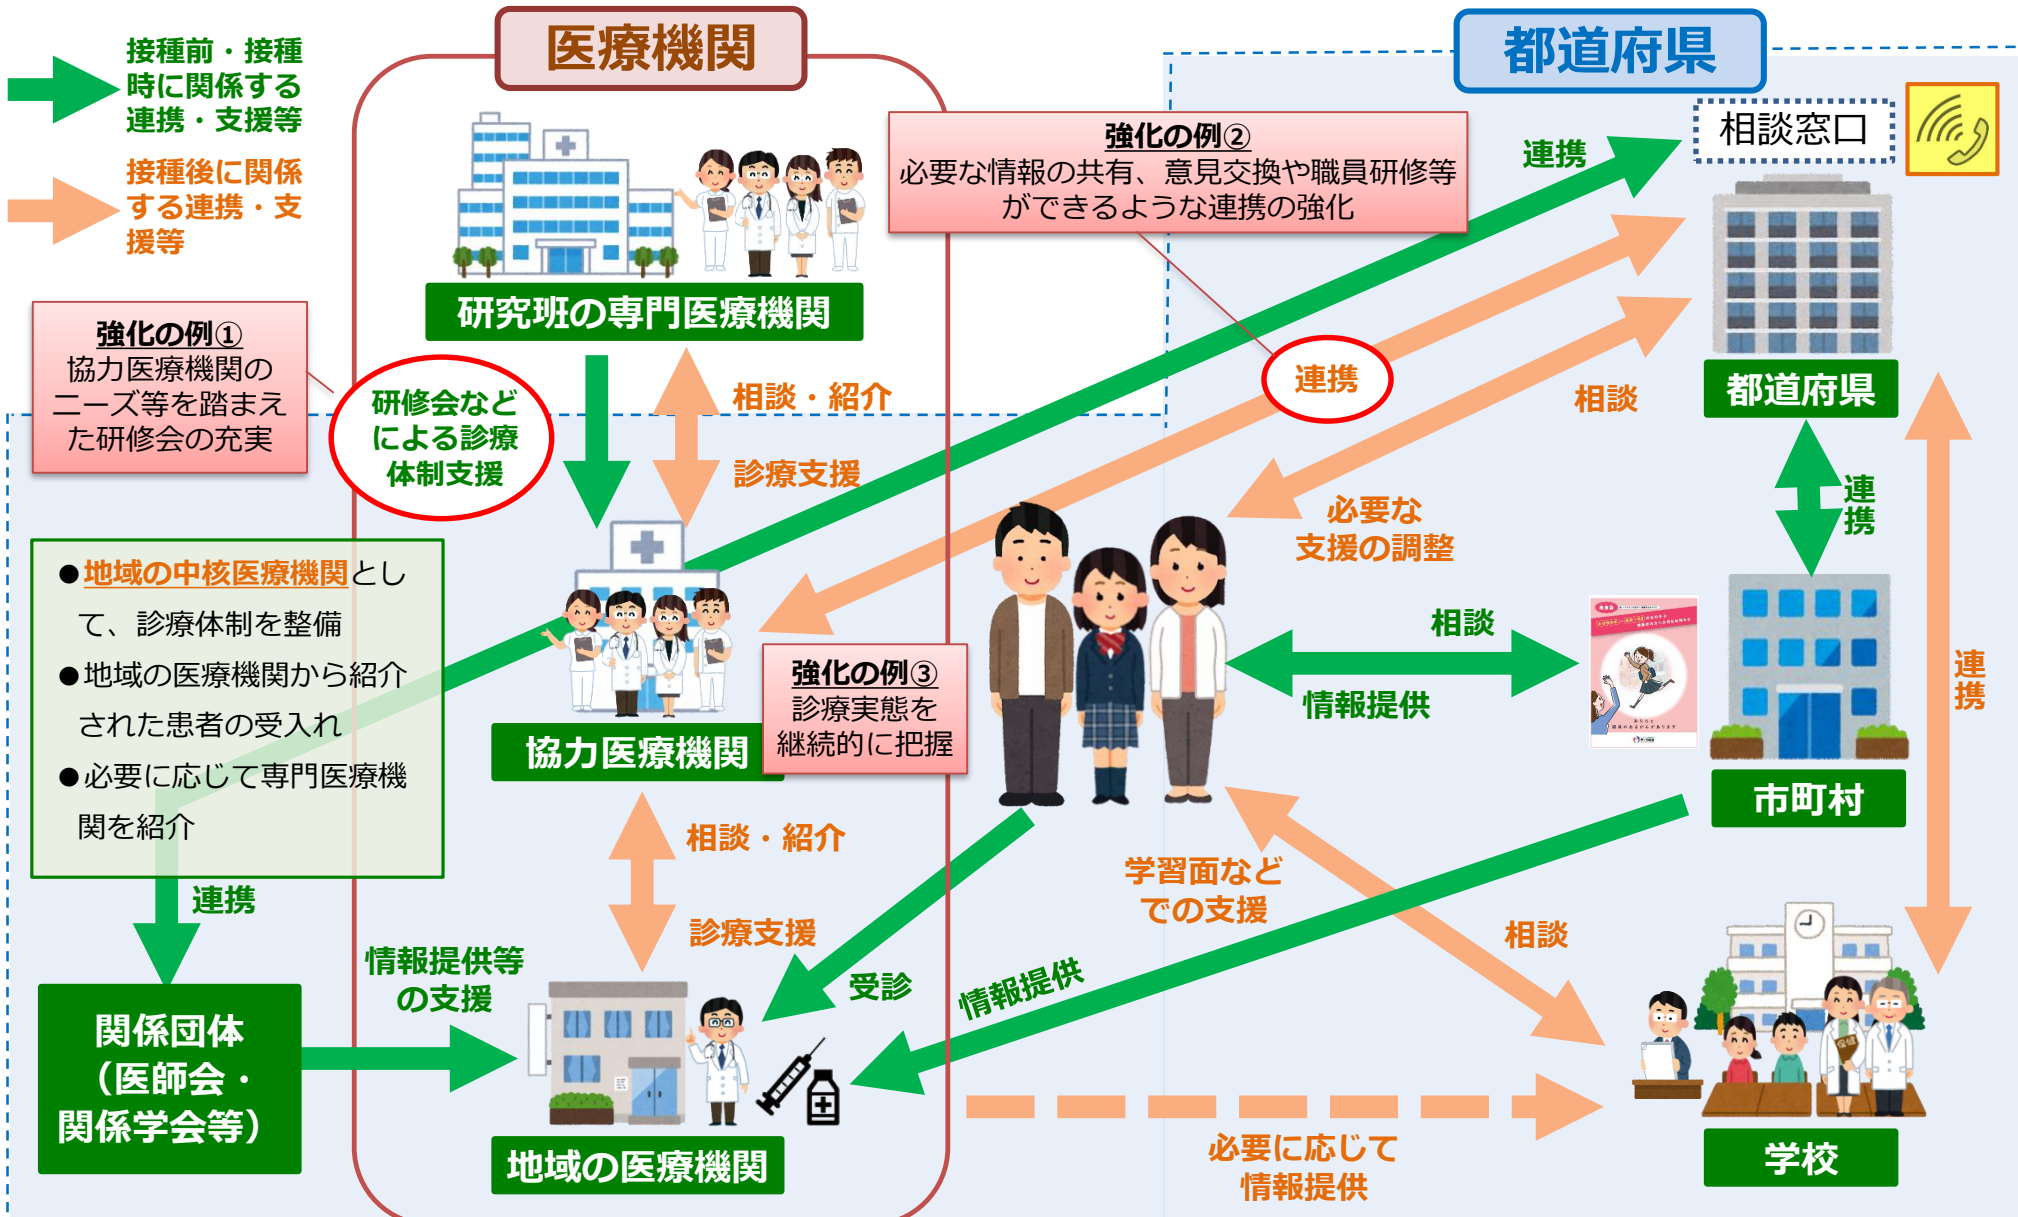 医療機関
都道府県
接種前・接種
時に関係する
連携・支援等
接種後に関係
する連携・支
援等
相談窓口
強化の例②
必要な情報の共有、意見交換や職員研修等
ができるような連携の強化
連携
研究班の専門医療機関
強化の例①
協力医療機関の
ニーズ等を踏まえ
た研修会の充実
研修会など
による診療
体制支援
相談・紹介
診療支援
連携
相談
都道府県
必要な
支援の調整
連携
●地域の中核医療機関とし
て、診療体制を整備
●地域の医療機関から紹介
された患者の受入れ
●必要に応じて専門医療機
関を紹介
強化の例③
診療実態を
継続的に把握
協力医療機関
相談
情報提供
市町村
連携
相談・紹介
診療支援
連携
情報提供等
の支援
受診
情報提供
学習面など
での支援
相談
関係団体
（医師会・
関係学会等）
保健
地域の医療機関
必要に応じて
情報提供
学校